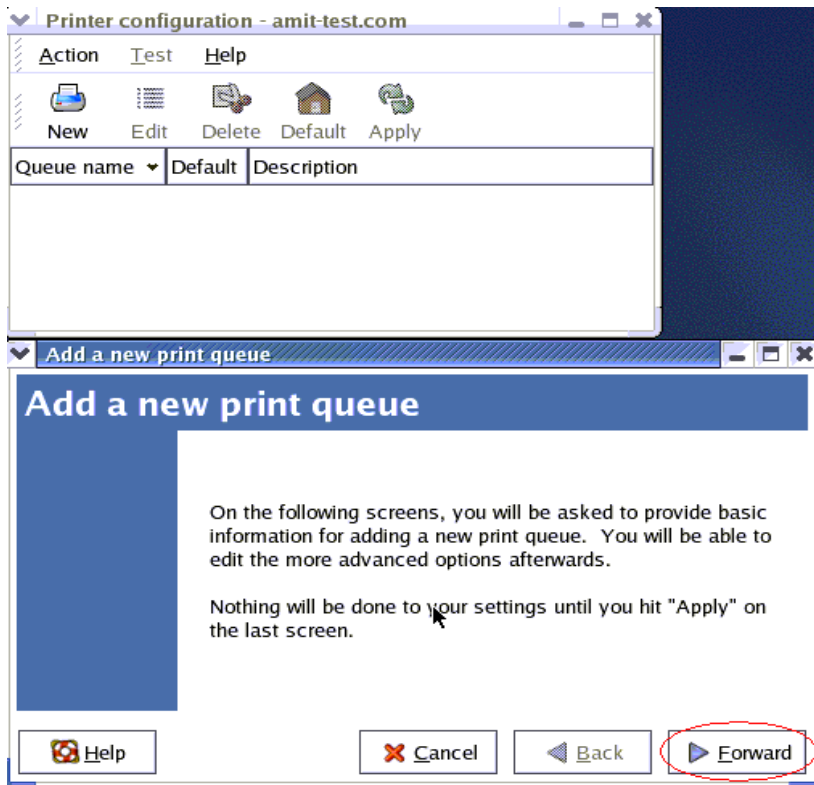 Printer configuration - amit-test.com
Action Test Help
New Edit Delete Default Apply
Queue name Default Description
Add a new print queue
Add a new print queue
On the following screens, you will be asked to provide basic
information for adding a new print queue. You will be able to
edit the more advanced options afterwards.
Nothing will be done to your settings until you hit "Apply" on
the last screen.
Help Cancel Back Forward